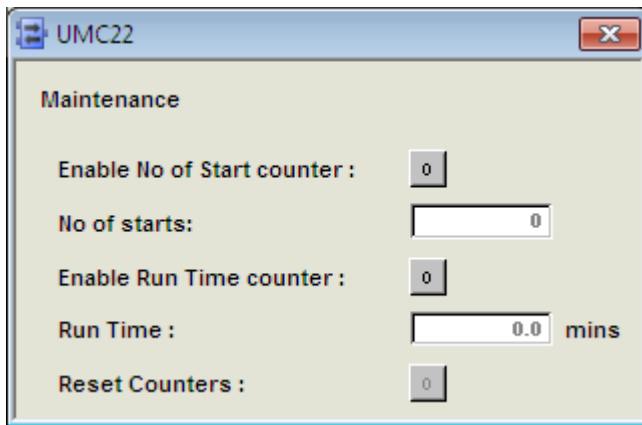 UMC22
Maintenance
Enable No of Start counter : 0
No of starts: 0
Enable Run Time counter : 0
Run Time : 0.0 mins
Reset Counters : 0